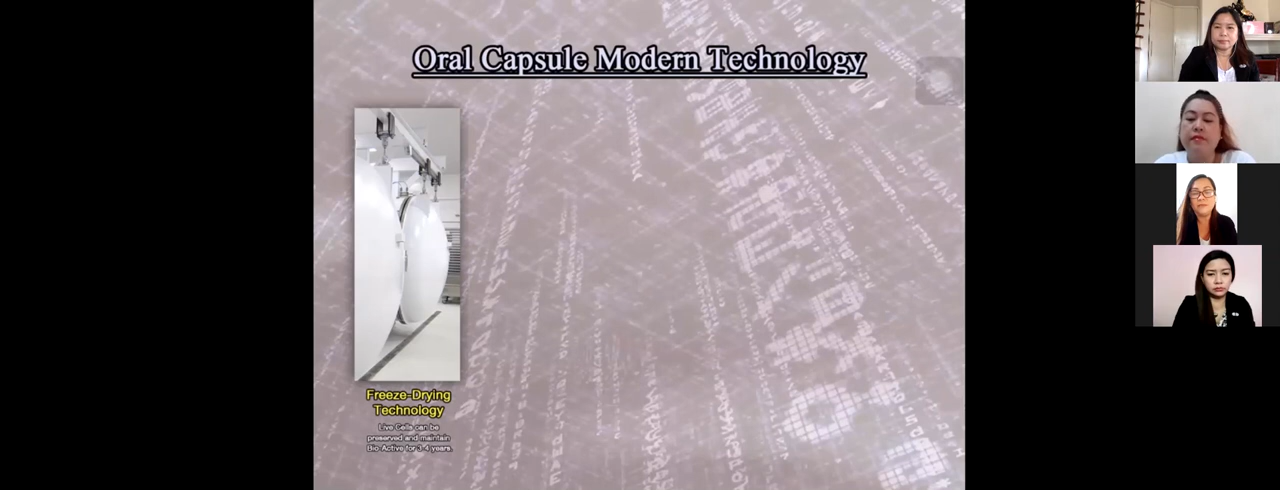 Oral Capsule Modern Technology
Freeze-Drying
Technology
Live Cells can be
preserved and maintain
Bio Active for 3-4 years.